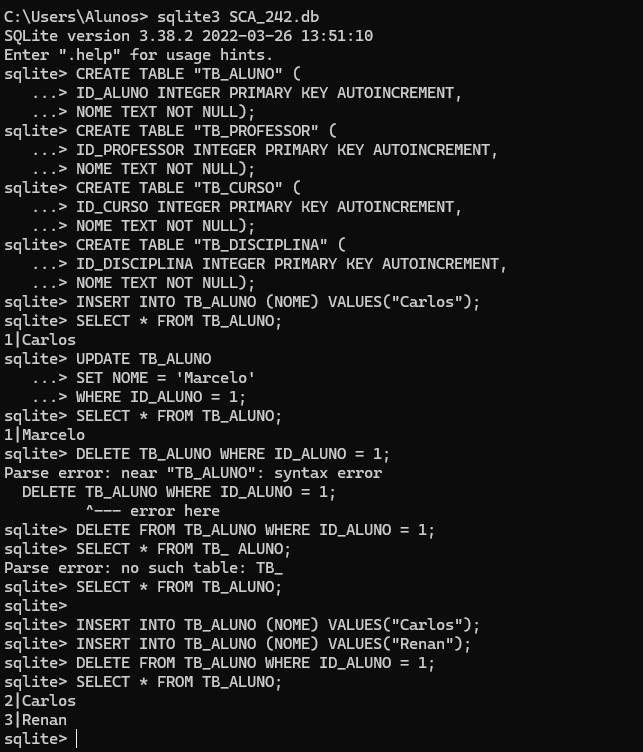 C:\Users\Alunos> sqlite3 SCA_242.db
SQLite version 3.38.2 2022-03-26 13:51:10
Enter ".help" for usage hints.
sqlite> CREATE TABLE "TB_ALUNO" (
   ...> ID_ALUNO INTEGER PRIMARY KEY AUTOINCREMENT,
   ...> NOME TEXT NOT NULL);
sqlite> CREATE TABLE "TB_PROFESSOR" (
   ...> ID_PROFESSOR INTEGER PRIMARY KEY AUTOINCREMENT,
   ...> NOME TEXT NOT NULL);
sqlite> CREATE TABLE "TB_CURSO" (
   ...> ID_CURSO INTEGER PRIMARY KEY AUTOINCREMENT,
   ...> NOME TEXT NOT NULL);
sqlite> CREATE TABLE "TB_DISCIPLINA" (
   ...> ID_DISCIPLINA INTEGER PRIMARY KEY AUTOINCREMENT,
   ...> NOME TEXT NOT NULL);
sqlite> INSERT INTO TB_ALUNO (NOME) VALUES("Carlos");
sqlite> SELECT * FROM TB_ALUNO;
1|Carlos
sqlite> UPDATE TB_ALUNO
   ...> SET NOME = 'Marcelo'
   ...> WHERE ID_ALUNO = 1;
sqlite> SELECT * FROM TB_ALUNO;
1|Marcelo
sqlite> DELETE TB_ALUNO WHERE ID_ALUNO = 1;
Parse error: near "TB_ALUNO": syntax error
  DELETE TB_ALUNO WHERE ID_ALUNO = 1;
         ^--- error here
sqlite> DELETE FROM TB_ALUNO WHERE ID_ALUNO = 1;
sqlite> SELECT * FROM TB_ ALUNO;
Parse error: no such table: TB_
sqlite> SELECT * FROM TB_ALUNO;
sqlite>
sqlite> INSERT INTO TB_ALUNO (NOME) VALUES("Carlos");
sqlite> INSERT INTO TB_ALUNO (NOME) VALUES("Renan");
sqlite> DELETE FROM TB_ALUNO WHERE ID_ALUNO = 1;
sqlite> SELECT * FROM TB_ALUNO;
2|Carlos
3|Renan
sqlite>